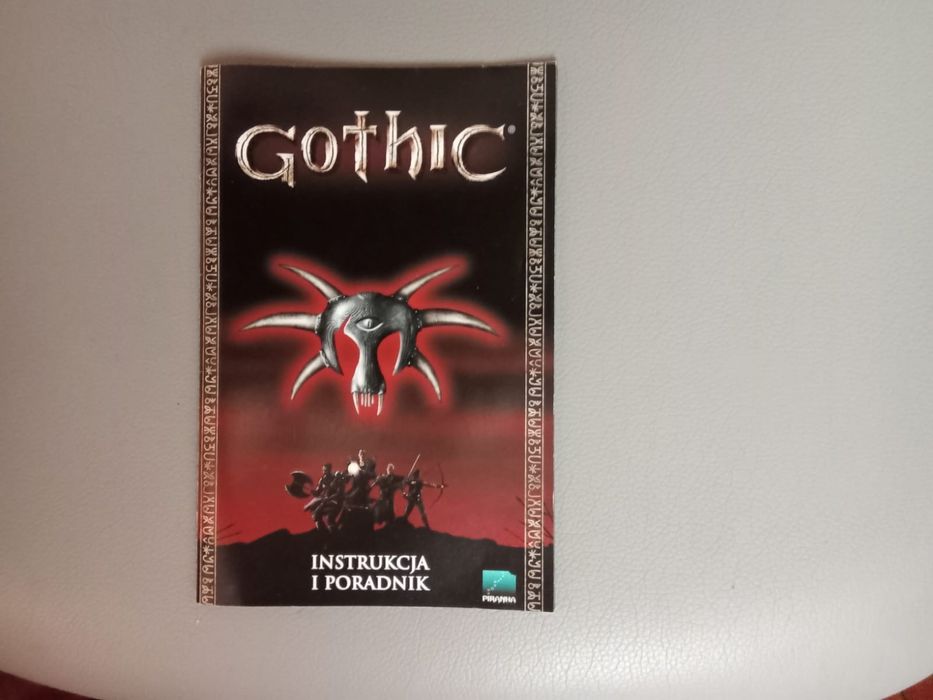 GOTHIC®
INSTRUKCJA
I PORADNIK
PIRANHA